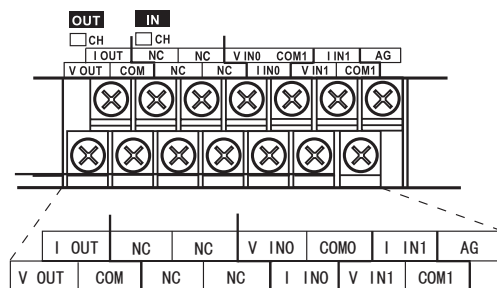 OUT IN
CH CH
I OUT NC NC V IN0 COM1 I IN1 AG
V OUT COM NC NC I IN0 V IN1 COM1
I OUT NC NC V IN0 COM0 I IN1 AG
V OUT COM NC NC I IN0 V IN1 COM1